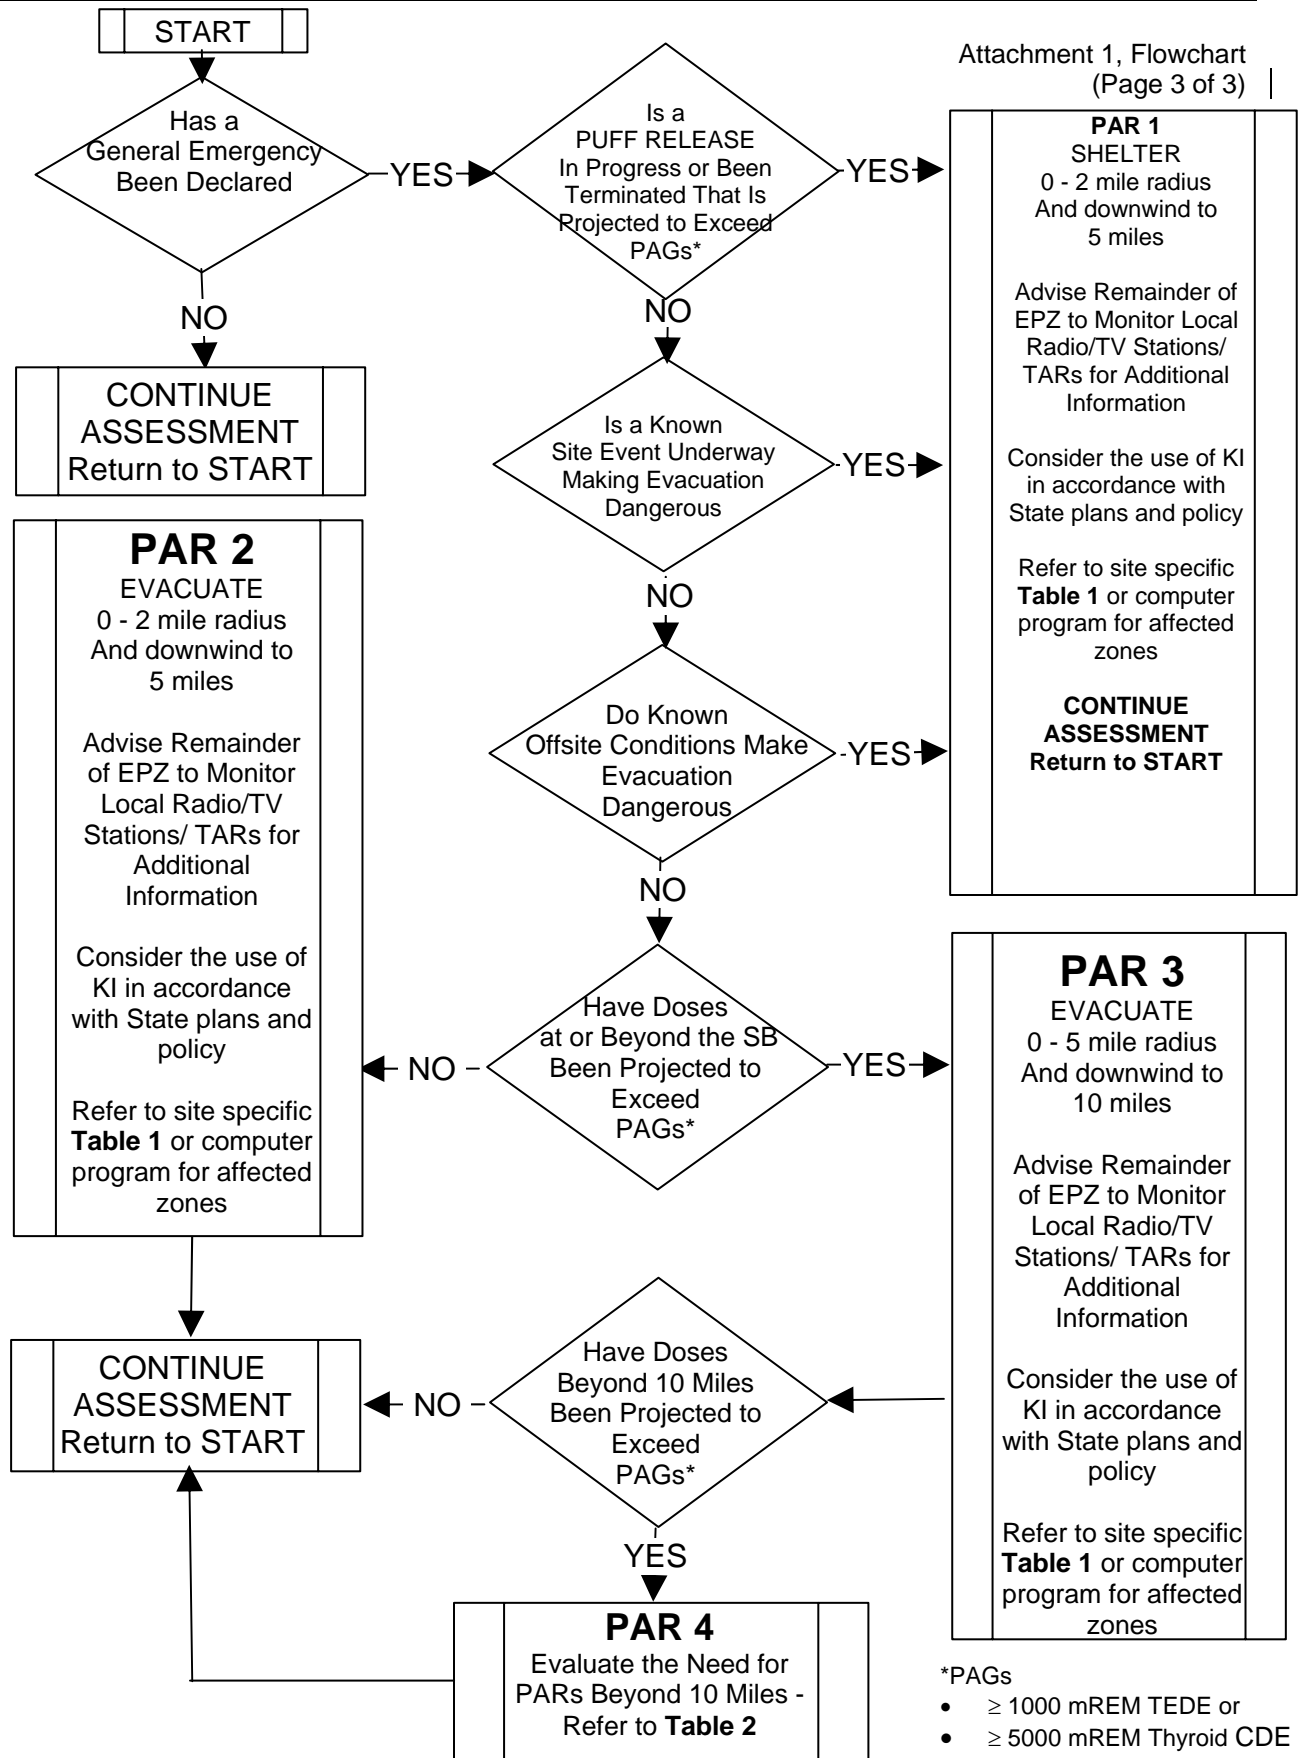 START
Attachment 1, Flowchart
(Page 3 of 3)
Has a
General Emergency
Been Declared
YES
Is a
PUFF RELEASE
In Progress or Been
Terminated That Is
Projected to Exceed
PAGs*
YES
PAR 1
SHELTER
0 - 2 mile radius
And downwind to
5 miles
Advise Remainder of
EPZ to Monitor Local
Radio/TV Stations/
TARs for Additional
Information
Consider the use of KI
in accordance with
State plans and policy
Refer to site specific
Table 1 or computer
program for affected
zones
CONTINUE
ASSESSMENT
Return to START
NO
CONTINUE
ASSESSMENT
Return to START
NO
Is a Known
Site Event Underway
Making Evacuation
Dangerous
YES
NO
Do Known
Offsite Conditions Make
Evacuation
Dangerous
YES
NO
Have Doses
at or Beyond the SB
Been Projected to
Exceed
PAGs*
NO
YES
PAR 2
EVACUATE
0 - 2 mile radius
And downwind to
5 miles
Advise Remainder
of EPZ to Monitor
Local Radio/TV
Stations/ TARs for
Additional
Information
Consider the use of
KI in accordance
with State plans and
policy
Refer to site specific
Table 1 or computer
program for affected
zones
PAR 3
EVACUATE
0 - 5 mile radius
And downwind to
10 miles
Advise Remainder
of EPZ to Monitor
Local Radio/TV
Stations/ TARs for
Additional
Information
Consider the use of
KI in accordance
with State plans and
policy
Refer to site specific
Table 1 or computer
program for affected
zones
Have Doses
Beyond 10 Miles
Been Projected to
Exceed
PAGs*
NO
CONTINUE
ASSESSMENT
Return to START
YES
PAR 4
Evaluate the Need for
PARs Beyond 10 Miles -
Refer to Table 2
*PAGs
• ≥ 1000 mREM TEDE or
• ≥ 5000 mREM Thyroid CDE